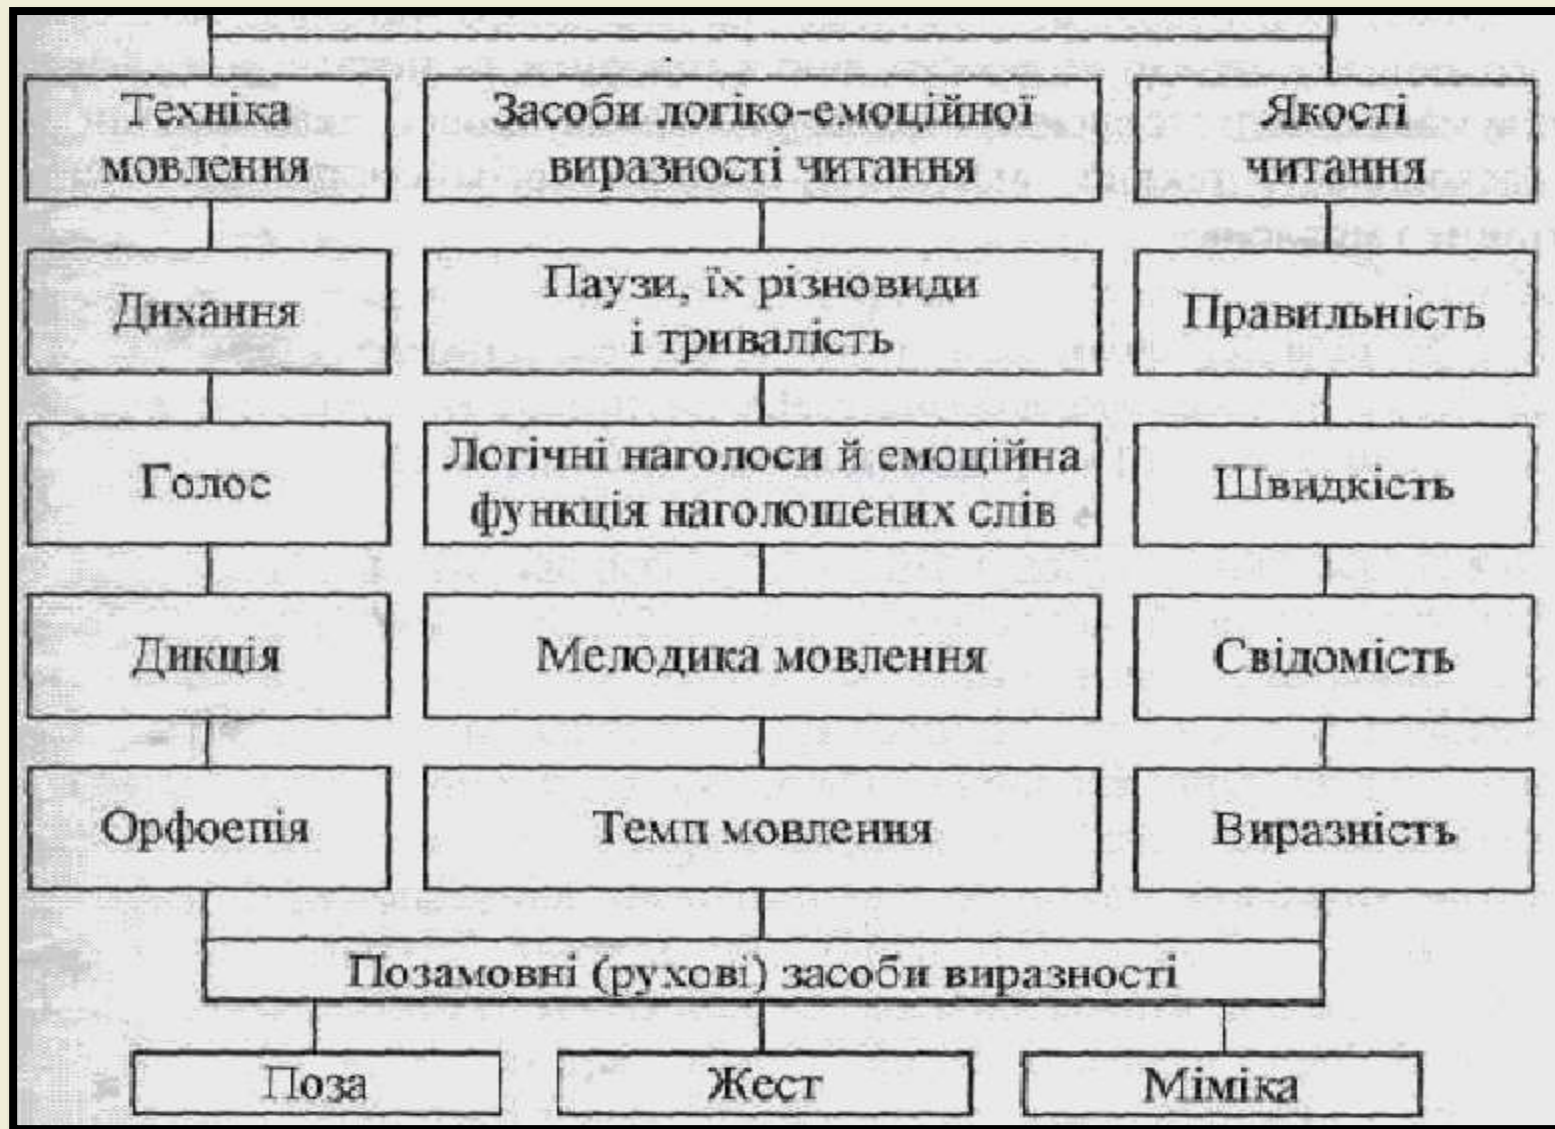 Техніка
мовлення
Засоби логіко-емоційної
виразності читання
Якості
читання
Дихання
Паузи, їх різновиди
і тривалість
Правильність
Голос
Логічні наголоси й емоційна
функція наголошених слів
Швидкість
Дикція
Мелодика мовлення
Свідомість
Орфоепія
Темп мовлення
Виразність
Позамовні (рухові) засоби виразності
Поза
Жест
Міміка